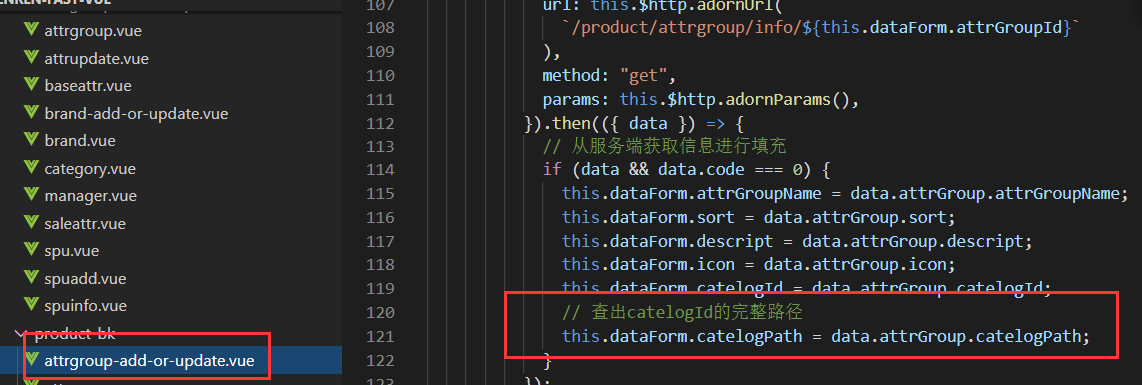 attrgroup.vue
attrupdate.vue
baseattr.vue
brand-add-or-update.vue
brand.vue
category.vue
manager.vue
saleattr.vue
spu.vue
spuadd.vue
spuinfo.vue
product-bk
attrgroup-add-or-update.vue
107 url: this.$http.adornUrl(
108 `/product/attrgroup/info/${this.dataForm.attrGroupId}`
109 ),
110 method: "get",
111 params: this.$http.adornParams(),
112 }).then(({ data }) => {
113 // 从服务端获取信息进行填充
114 if (data && data.code === 0) {
115 this.dataForm.attrGroupName = data.attrGroup.attrGroupName;
116 this.dataForm.sort = data.attrGroup.sort;
117 this.dataForm.descript = data.attrGroup.descript;
118 this.dataForm.icon = data.attrGroup.icon;
119 this.dataForm.catelogId = data.attrGroup.catelogId;
120 // 查出catelogId的完整路径
121 this.dataForm.catelogPath = data.attrGroup.catelogPath;
122 }
123 });